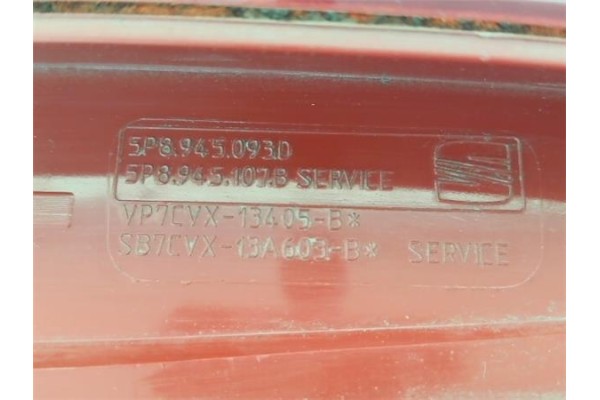 5P8.945.093.D
5P8.945.107.B SERVICE
VP7CVX-13405-B*
SB7CVX-13A603-B* SERVICE